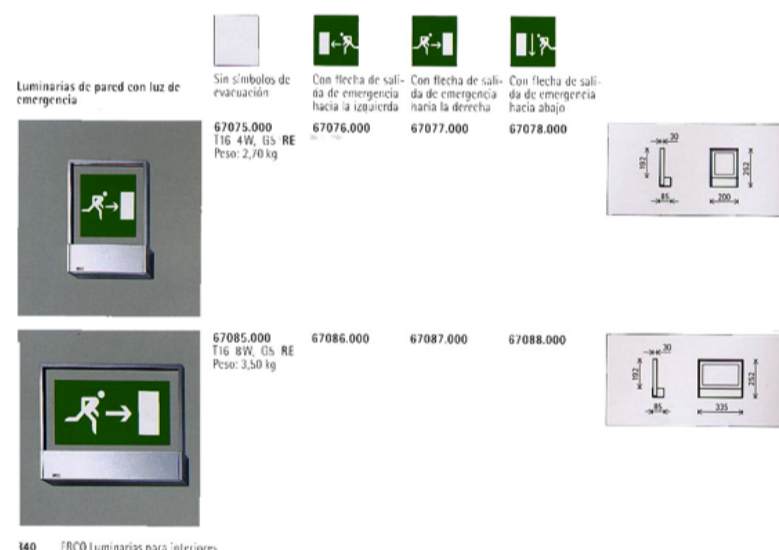 Luminarias de pared con luz de
emergencia
Sin símbolos de
evacuación
Con flecha de sali-
da de emergencia
hacia la izquierda
Con flecha de sali-
da de emergencia
hacia la derecha
Con flecha de sali-
da de emergencia
hacia abajo
67075.000
T16 4W, G5 RE
Peso: 2,70 kg
67076.000
67077.000
67078.000
30
192
85
252
200
67085.000
T16 8W, G5 RE
Peso: 3,50 kg
67086.000
67087.000
67088.000
30
192
85
252
335
340 ERCO Luminarias para interiores